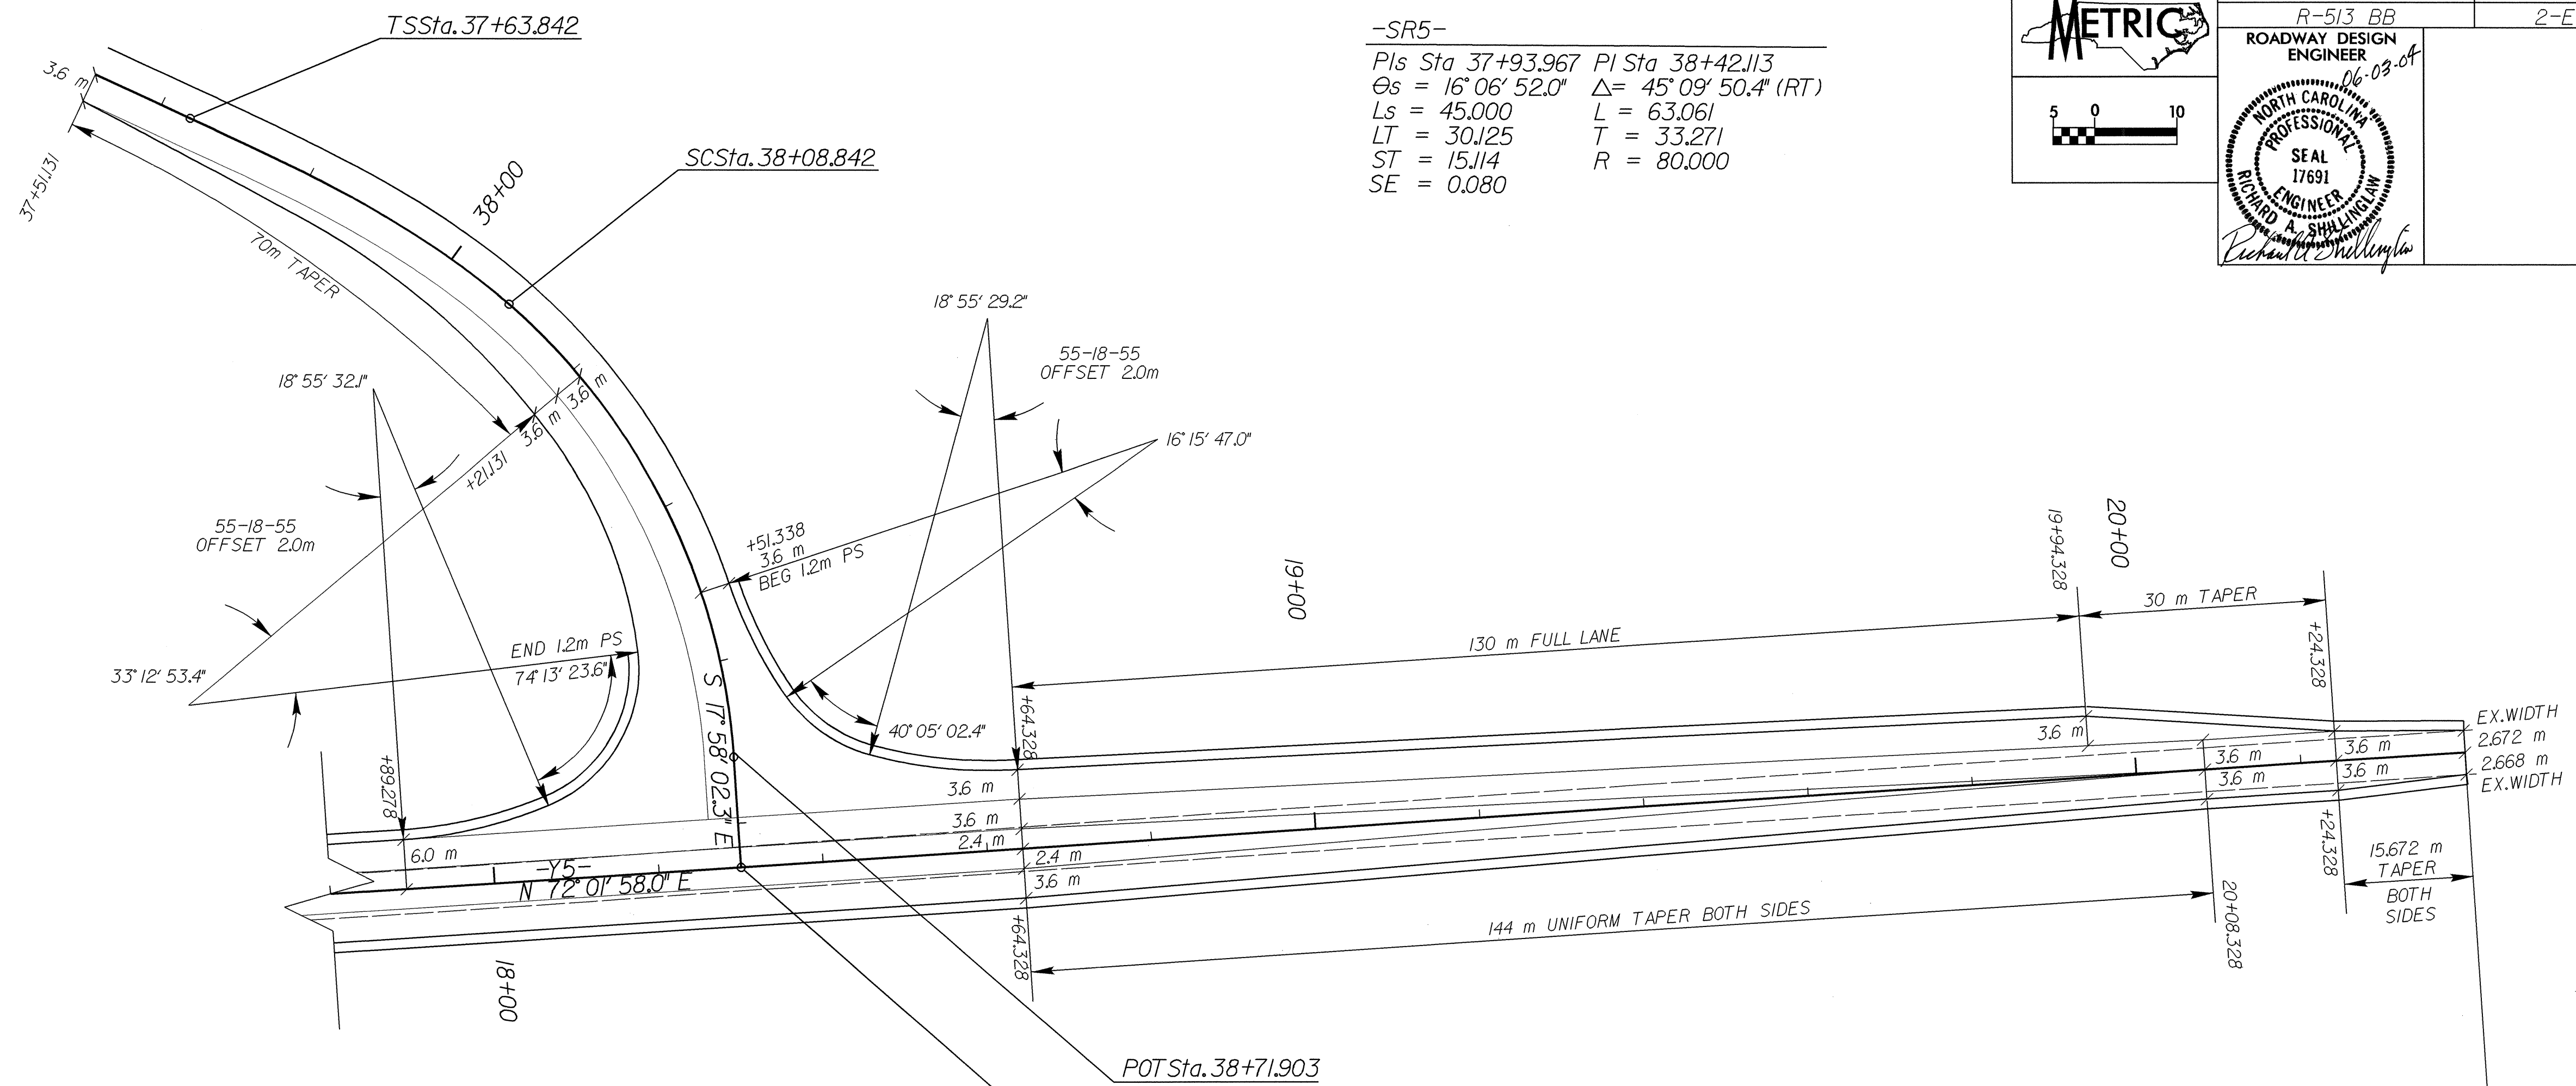 TS Sta. 37+63.842
SC Sta. 38+08.842
-SR5-
PIs Sta 37+93.967 PI Sta 38+42.113
Θs = 16° 06' 52.0" Δ= 45° 09' 50.4" (RT)
Ls = 45.000 L = 63.061
LT = 30.125 T = 33.271
ST = 15.114 R = 80.000
SE = 0.080
METRIC
R-513 BB
2-E
ROADWAY DESIGN
ENGINEER
06-03-04
NORTH CAROLINA
PROFESSIONAL
SEAL
17691
ENGINEER
RICHARD A. SHILLINGLAW
5 0 10
3.6 m
37+51.131
70m TAPER
38+00
3.6 m
3.6 m
+21.131
18° 55' 32.1"
55-18-55
OFFSET 2.0m
33° 12' 53.4"
END 1.2m PS
74° 13' 23.6"
18° 55' 29.2"
55-18-55
OFFSET 2.0m
16° 15' 47.0"
+51.338
3.6 m
BEG 1.2m PS
40° 05' 02.4"
S 17° 58' 02.3" E
+89.278
6.0 m
-Y5-
N 72° 01' 58.0" E
18+00
+64.328
3.6 m
3.6 m
2.4 m
2.4 m
3.6 m
+64.328
19+00
130 m FULL LANE
19+94.328
20+00
30 m TAPER
+24.328
3.6 m
3.6 m
3.6 m
3.6 m
3.6 m
EX.WIDTH
2.672 m
2.668 m
EX.WIDTH
144 m UNIFORM TAPER BOTH SIDES
20+08.328
+24.328
15.672 m
TAPER
BOTH
SIDES
POT Sta. 38+71.903